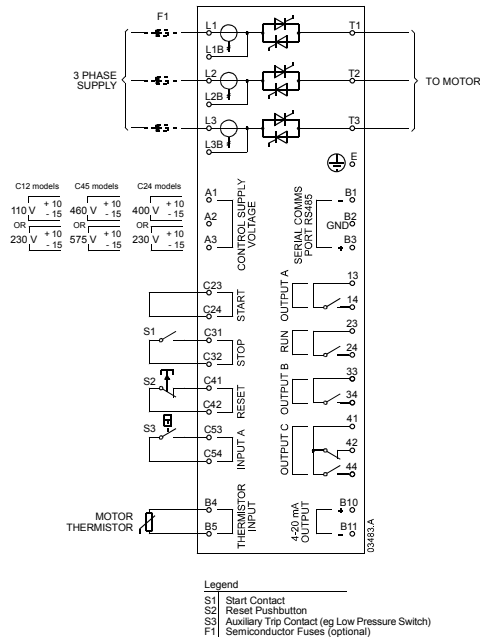 F1
L1
T1
L1B
3 PHASE
SUPPLY
L2
T2
TO MOTOR
L2B
L3
T3
L3B
E
C12 models C45 models C24 models
110 V + 10 - 15 460 V + 10 - 15 400 V + 10 - 15
OR OR OR
230 V + 10 - 15 575 V + 10 - 15 230 V + 10 - 15
A1
A2
A3
CONTROL SUPPLY
VOLTAGE
SERIAL COMMS
PORT RS485
- B1
GND B2
+ B3
C23
C24
START
OUTPUT A
13
14
S1
C31
C32
STOP
RUN
23
24
S2
C41
C42
RESET
OUTPUT B
33
34
S3
C53
C54
INPUT A
OUTPUT C
41
42
44
MOTOR
THERMISTOR
B4
B5
THERMISTOR
INPUT
4-20 mA
OUTPUT
+ B10
- B11
03483.A
Legend
S1 Start Contact
S2 Reset Pushbutton
S3 Auxiliary Trip Contact (eg Low Pressure Switch)
F1 Semiconductor Fuses (optional)